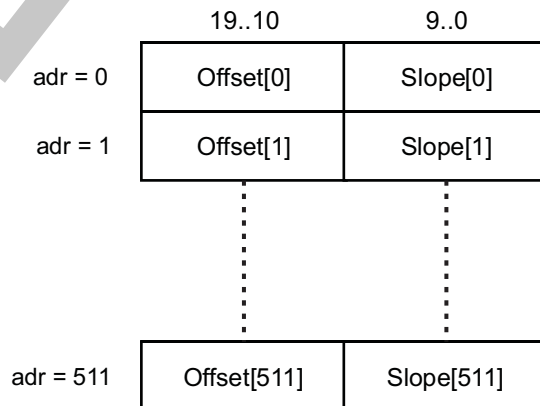 19..10 9..0
adr = 0 Offset[0] Slope[0]
adr = 1 Offset[1] Slope[1]
adr = 511 Offset[511] Slope[511]